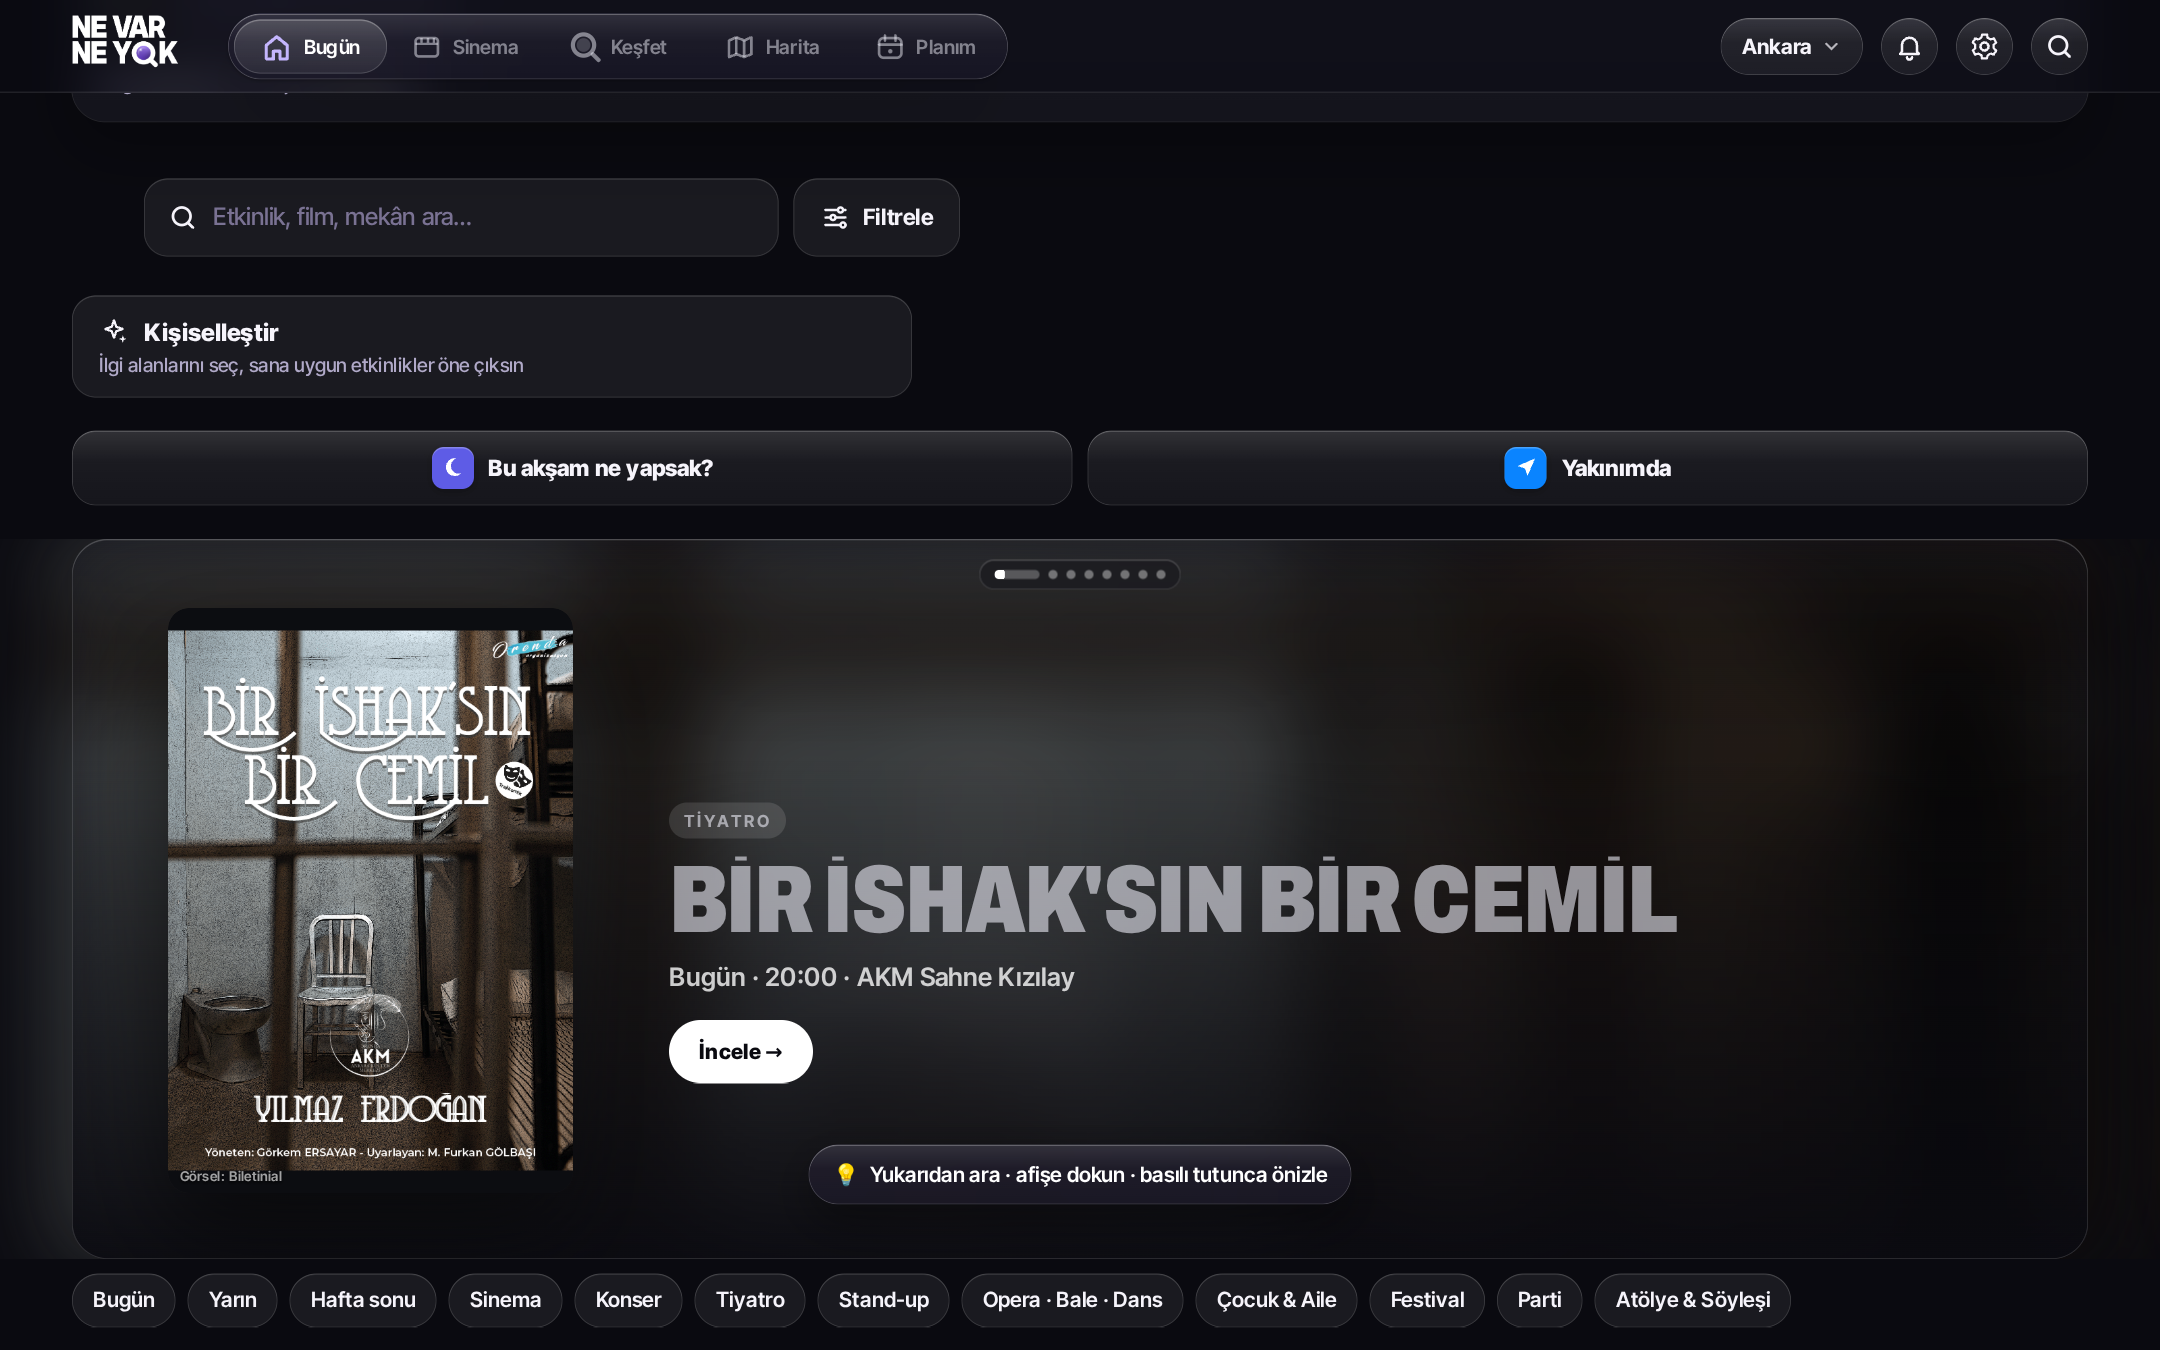 NE VAR
NE YOK
Bugün
Sinema
Keşfet
Harita
Planım
Ankara
Etkinlik, film, mekân ara...
Filtrele
Kişiselleştir
İlgi alanlarını seç, sana uygun etkinlikler öne çıksın
Bu akşam ne yapsak?
Yakınımda
Orenda
BİR İSHAK'SIN
BİR CEMİL
AKM
YILMAZ ERDOĞAN
Yöneten: Görkem ERSAYAR - Uyarlayan: M. Furkan GÖLBAŞI
Görsel: Biletinial
TİYATRO
BİR İSHAK'SIN BİR CEMİL
Bugün · 20:00 · AKM Sahne Kızılay
İncele →
💡 Yukarıdan ara · afişe dokun · basılı tutunca önizle
Bugün
Yarın
Hafta sonu
Sinema
Konser
Tiyatro
Stand-up
Opera · Bale · Dans
Çocuk & Aile
Festival
Parti
Atölye & Söyleşi